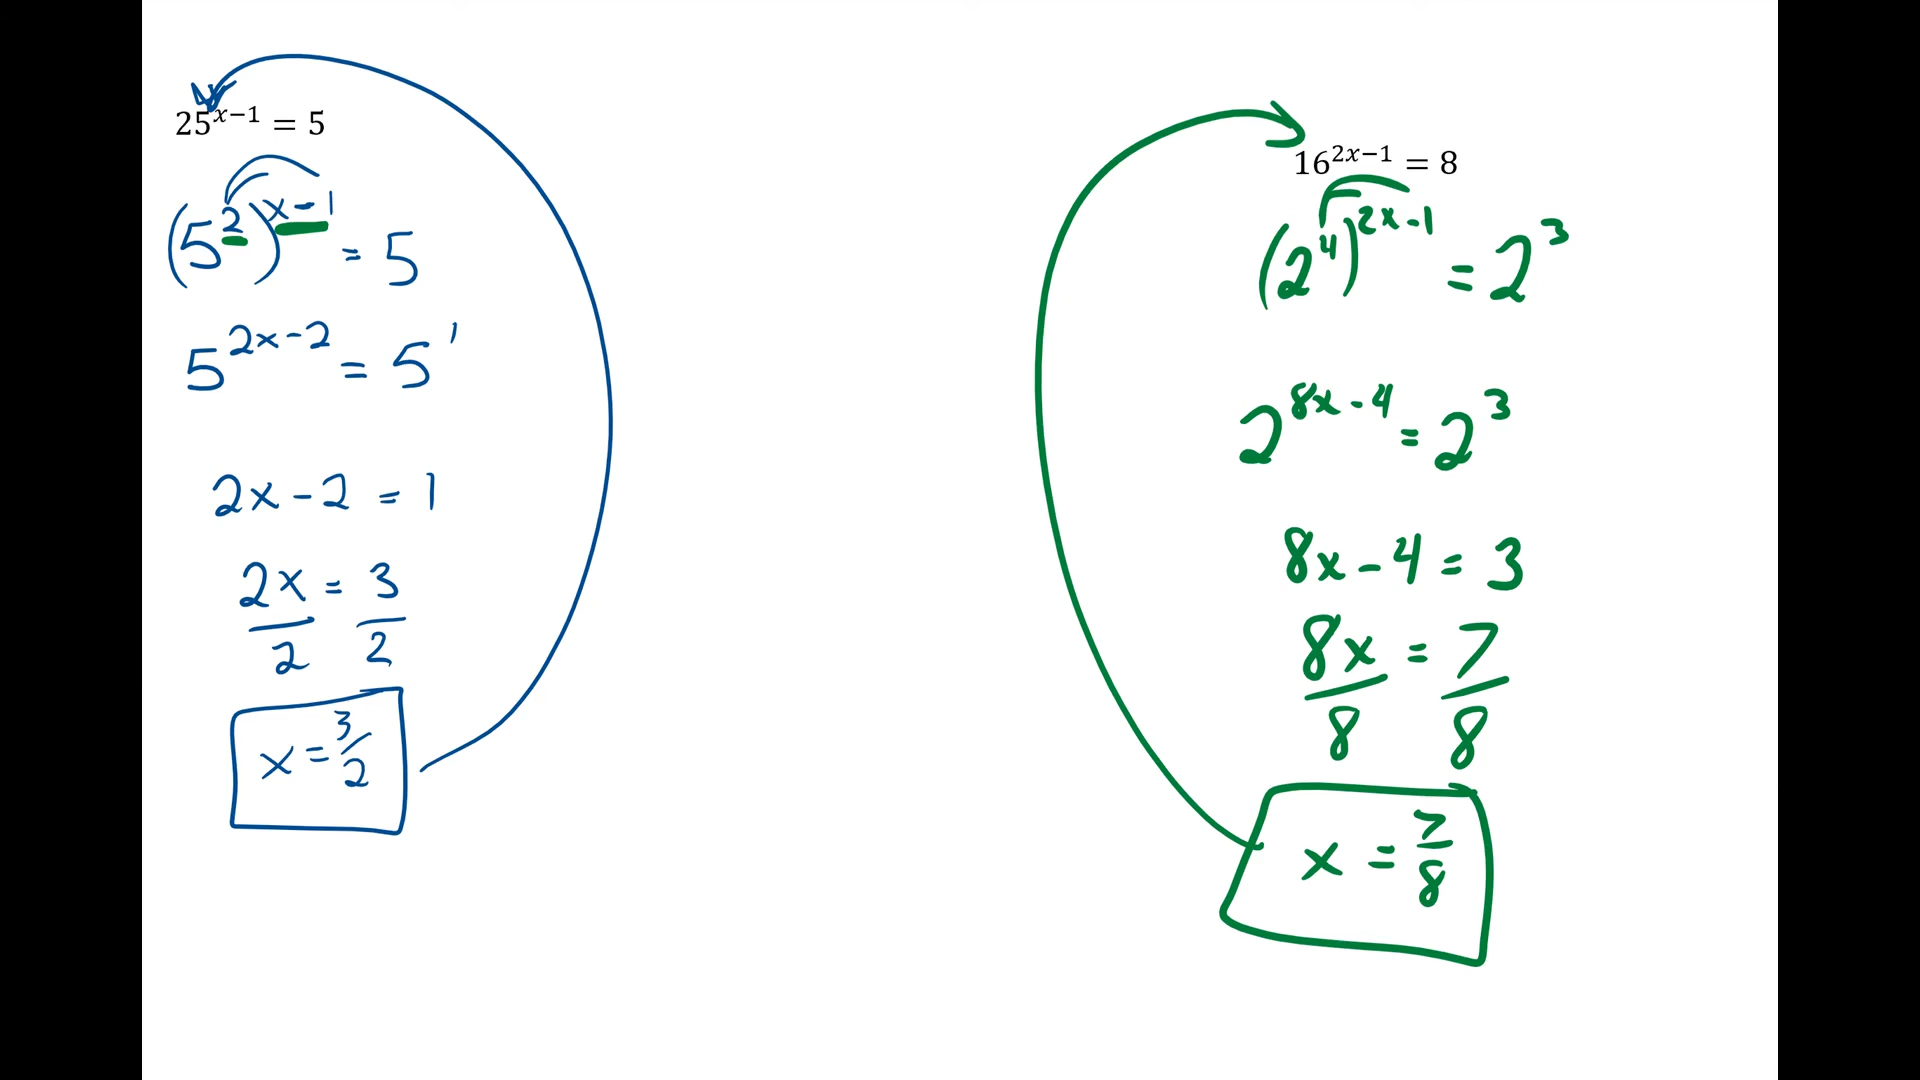 25^{x−1} = 5
(5^2)^{x-1} = 5
5^{2x-2} = 5^1
2x-2 = 1
2x = 3
2 2
x = 3/2
16^{2x−1} = 8
(2^4)^{2x-1} = 2^3
2^{8x-4} = 2^3
8x-4 = 3
8x = 7
8 8
x = 7/8